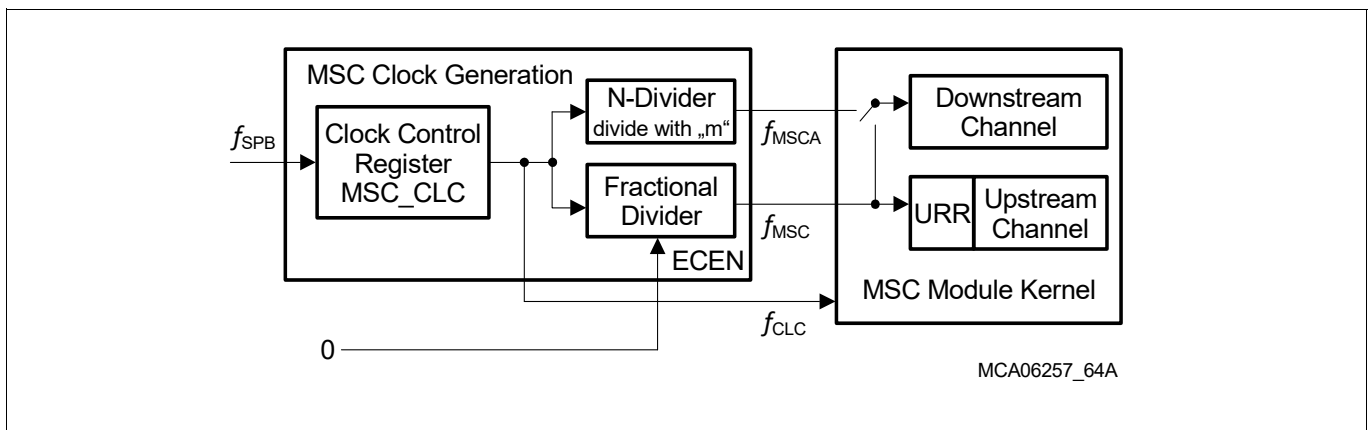 MSC Clock Generation
fSPB
Clock Control
Register
MSC_CLC
N-Divider
divide with „m“
Fractional
Divider
ECEN
fMSCA
fMSC
fCLC
0
Downstream
Channel
URR
Upstream
Channel
MSC Module Kernel
MCA06257_64A